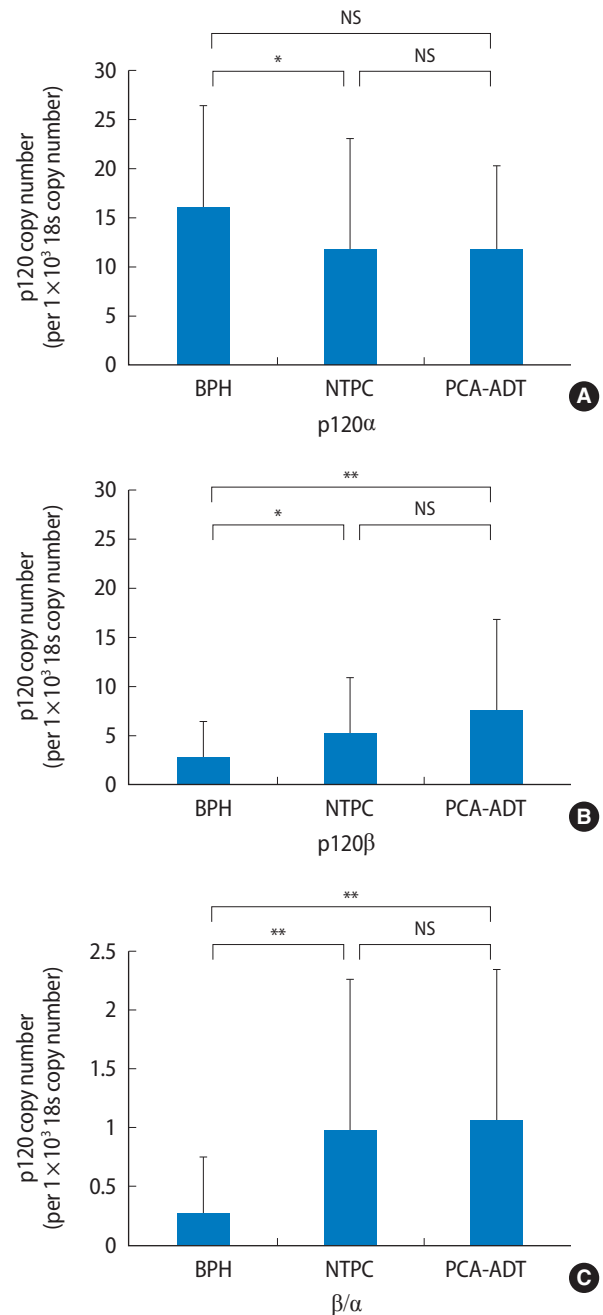 NS
* NS
30
25
20
15
10
5
0
p120 copy number
(per 1×10³ 18s copy number)
BPH NTPC PCA-ADT
p120α
A
**
* NS
30
25
20
15
10
5
0
p120 copy number
(per 1×10³ 18s copy number)
BPH NTPC PCA-ADT
p120β
B
**
** NS
2.5
2
1.5
1
0.5
0
p120 copy number
(per 1×10³ 18s copy number)
BPH NTPC PCA-ADT
β/α
C